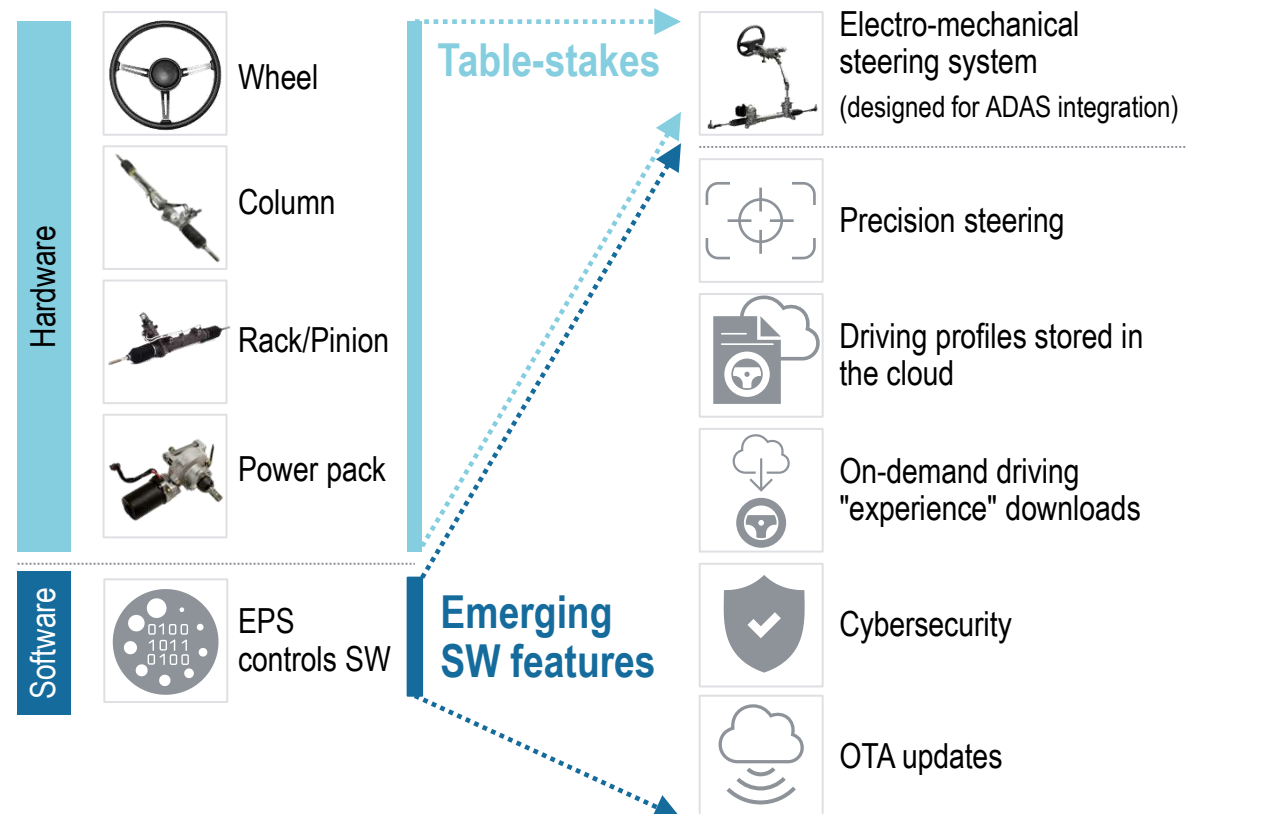 Hardware
Wheel
Column
Rack/Pinion
Power pack
Software
0100
1011
0100
EPS
controls SW
Table-stakes
Emerging
SW features
Electro-mechanical
steering system
(designed for ADAS integration)
Precision steering
Driving profiles stored in
the cloud
On-demand driving
"experience" downloads
Cybersecurity
OTA updates